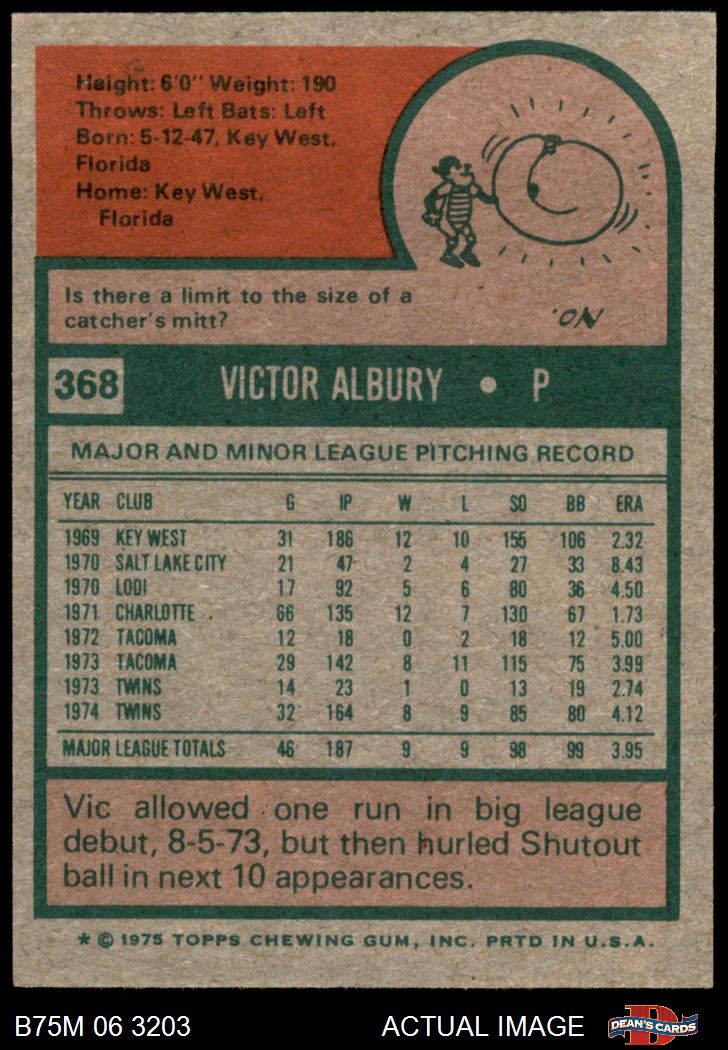 Height: 6'0" Weight: 190
Throws: Left Bats: Left
Born: 5-12-47, Key West,
Florida
Home: Key West,
Florida
Is there a limit to the size of a
catcher's mitt?
No.
368 VICTOR ALBURY • P
MAJOR AND MINOR LEAGUE PITCHING RECORD
YEAR CLUB G IP W L SO BB ERA
1969 KEY WEST 31 186 12 10 155 106 2.32
1970 SALT LAKE CITY 21 47 2 4 27 33 8.43
1970 LODI 17 92 5 6 80 36 4.50
1971 CHARLOTTE 66 135 12 7 130 67 1.73
1972 TACOMA 12 18 0 2 18 12 5.00
1973 TACOMA 29 142 8 11 115 75 3.99
1973 TWINS 14 23 1 0 13 19 2.74
1974 TWINS 32 164 8 9 85 80 4.12
MAJOR LEAGUE TOTALS 46 187 9 9 98 99 3.95
Vic allowed one run in big league
debut, 8-5-73, but then hurled Shutout
ball in next 10 appearances.
* © 1975 TOPPS CHEWING GUM, INC. PRTD IN U.S.A.
B75M 06 3203 ACTUAL IMAGE DEAN'S CARDS